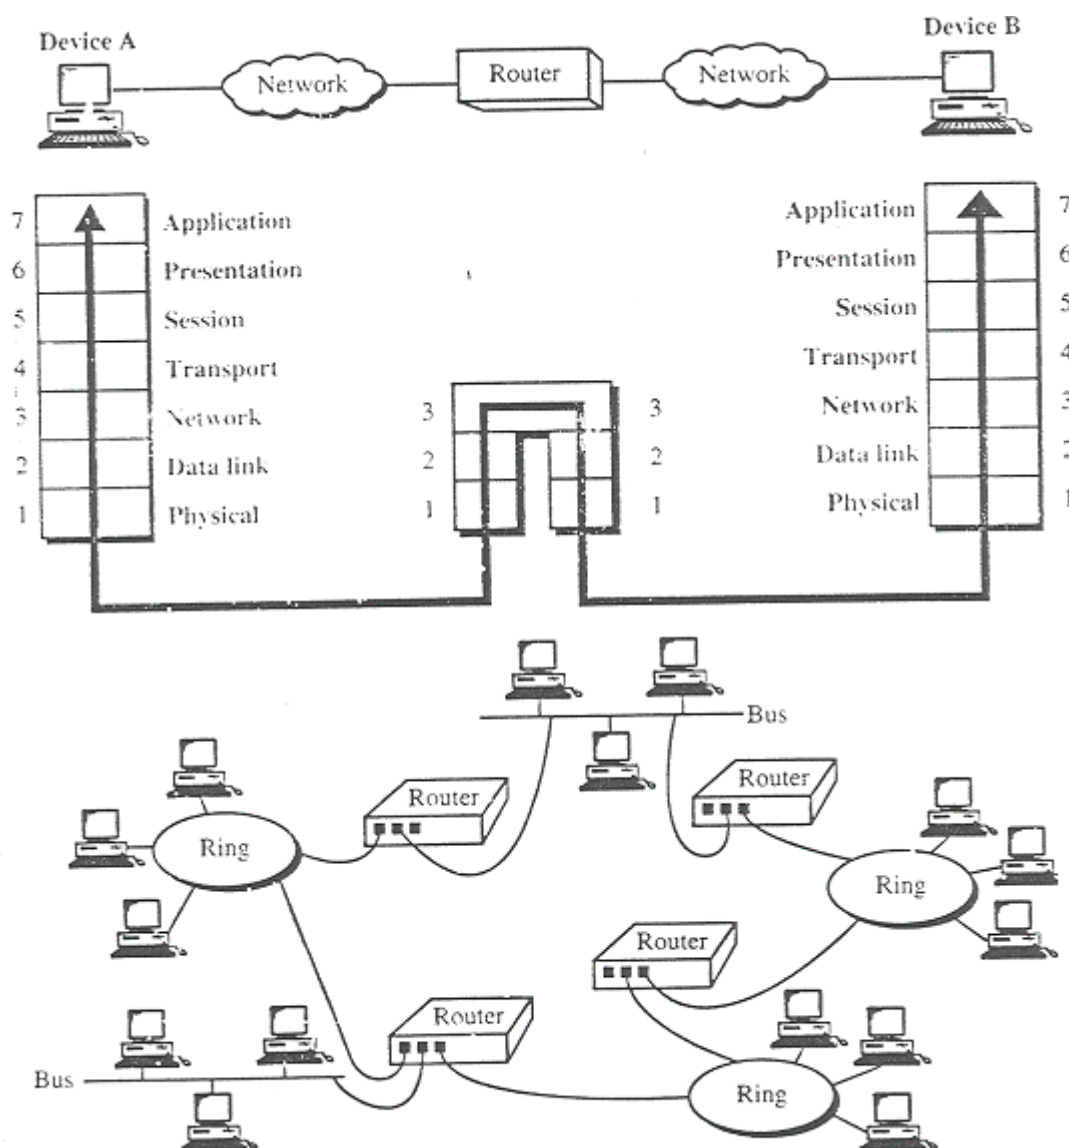 Device A
Device B
Network
Router
Network
7 Application
6 Presentation
5 Session
4 Transport
3 Network
2 Data link
1 Physical
3 3
2 2
1 1
Application 7
Presentation 6
Session 5
Transport 4
Network 3
Data link 2
Physical 1
Bus
Router
Router
Ring
Ring
Router
Router
Bus
Ring